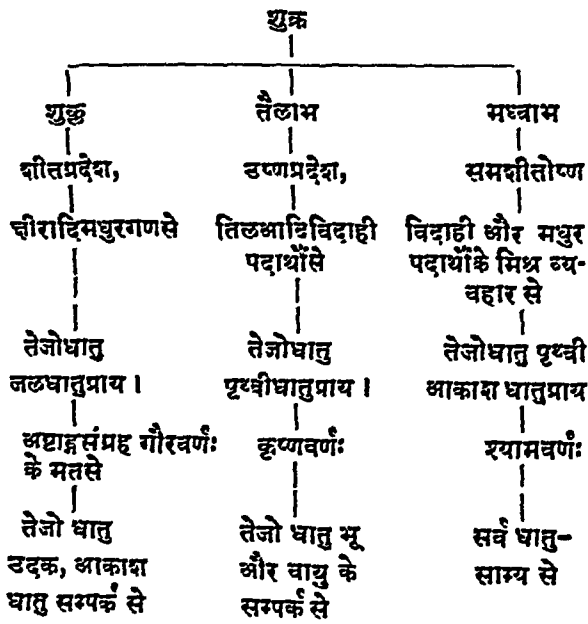 शुक्र
शुक्ल तैलाभ मध्वाभ
शीतप्रदेश, उष्णप्रदेश, समशीतोष्ण
क्षीरादिमधुरगणसे तिलआदिविदाही विदाही और मधुर
पदार्थोंसे पदार्थोंके मिश्र व्य-
वहार से
तेजोधातु तेजोधातु तेजोधातु पृथ्वी
जलधातुप्राय । पृथ्वीधातुप्राय । आकाश धातुप्राय
अष्टाङ्गसंग्रह गौरवर्णः कृष्णवर्णः श्यामवर्णः
के मतसे
तेजो धातु तेजो धातु भू सर्व धातु-
उदक, आकाश और वायु के साम्य से
धातु सम्पर्क से सम्पर्क से